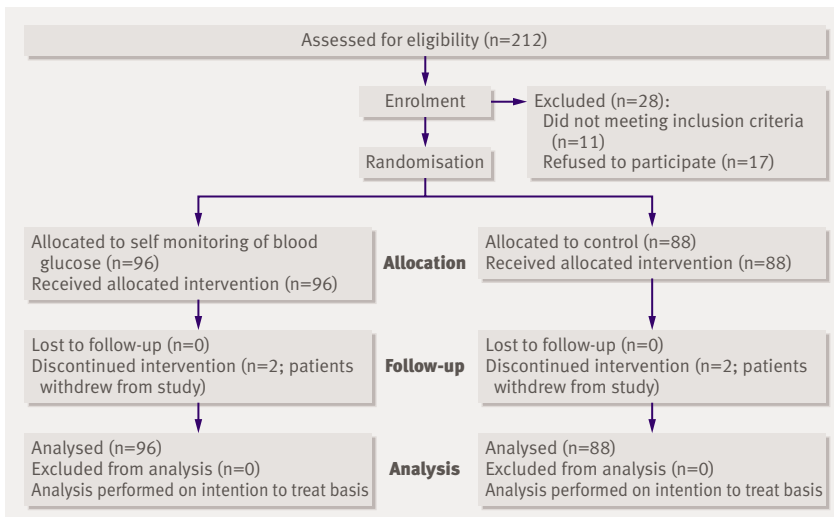 Assessed for eligibility (n=212)
Enrolment
Excluded (n=28):
Did not meeting inclusion criteria
(n=11)
Refused to participate (n=17)
Randomisation
Allocated to self monitoring of blood
glucose (n=96)
Received allocated intervention (n=96)
Allocation
Allocated to control (n=88)
Received allocated intervention (n=88)
Lost to follow-up (n=0)
Discontinued intervention (n=2; patients
withdrew from study)
Follow-up
Lost to follow-up (n=0)
Discontinued intervention (n=2; patients
withdrew from study)
Analysed (n=96)
Excluded from analysis (n=0)
Analysis performed on intention to treat basis
Analysis
Analysed (n=88)
Excluded from analysis (n=0)
Analysis performed on intention to treat basis